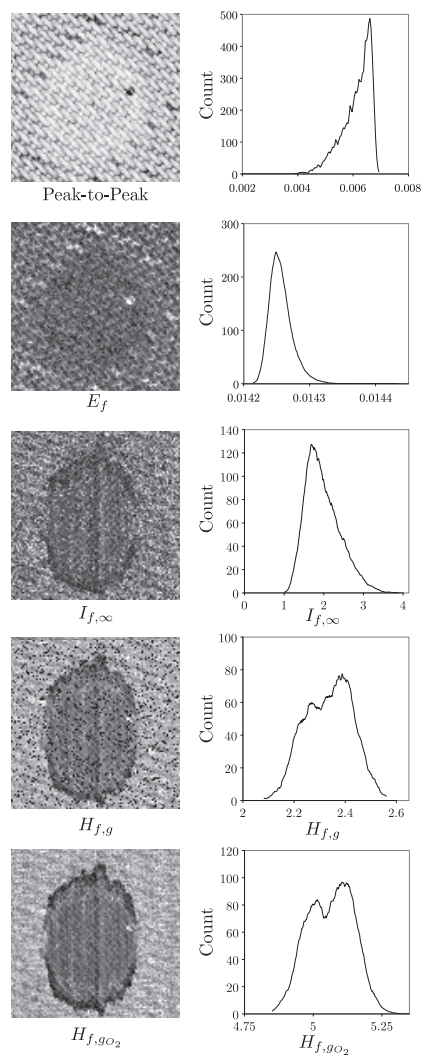 500
400
300
200
100
0
Count
0.002 0.004 0.006 0.008
Peak-to-Peak
300
200
100
0
Count
0.0142 0.0143 0.0144
E_f
140
120
100
80
60
40
20
0
Count
0 1 2 3 4
I_{f,∞} I_{f,∞}
100
80
60
40
20
0
Count
2 2.2 2.4 2.6
H_{f,g} H_{f,g}
120
100
80
60
40
20
0
Count
4.75 5 5.25
H_{f,g_{O_2}} H_{f,g_{O_2}}